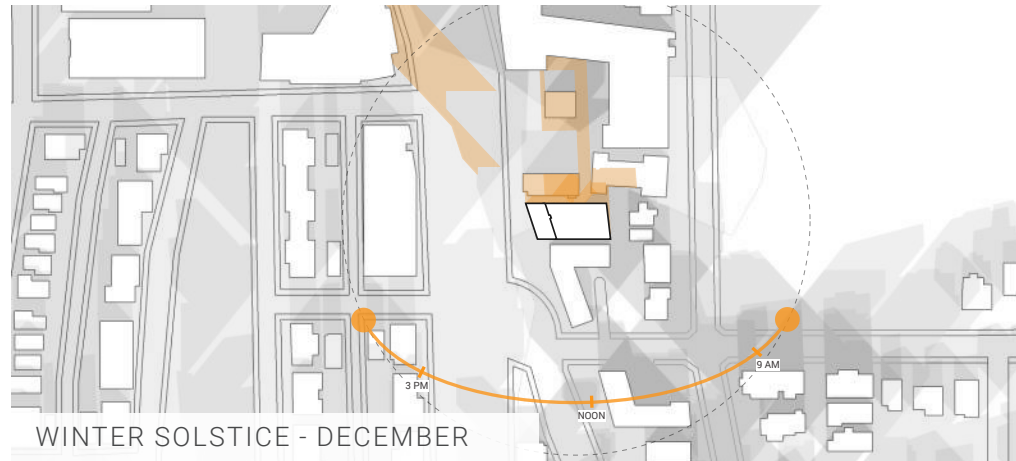 9 AM
3 PM
NOON
WINTER SOLSTICE - DECEMBER